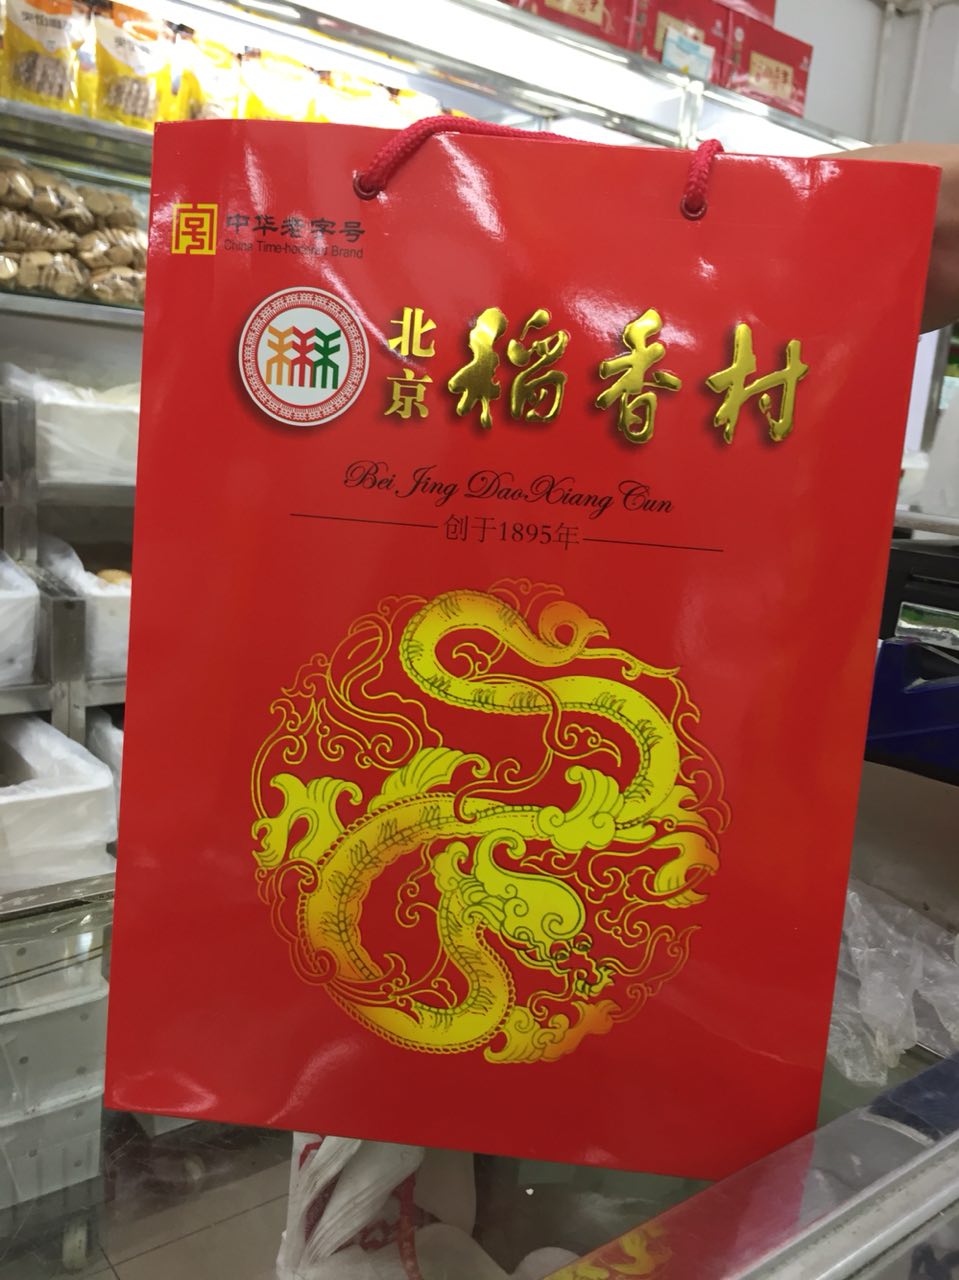 中华老字号
China Time-honored Brand
北京
稻香村
Bei Jing Dao Xiang Cun
创于1895年